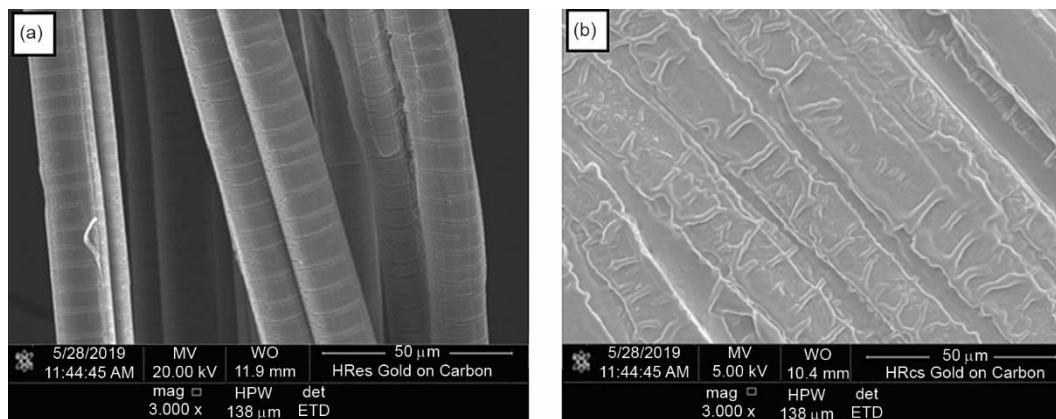 (a)
5/28/2019 MV WO 50 μm
11:44:45 AM 20.00 kV 11.9 mm HRes Gold on Carbon
mag HPW det
3.000 x 138 μm ETD
(b)
5/28/2019 MV WO 50 μm
11:44:45 AM 5.00 kV 10.4 mm HRcs Gold on Carbon
mag HPW det
3.000 x 138 μm ETD